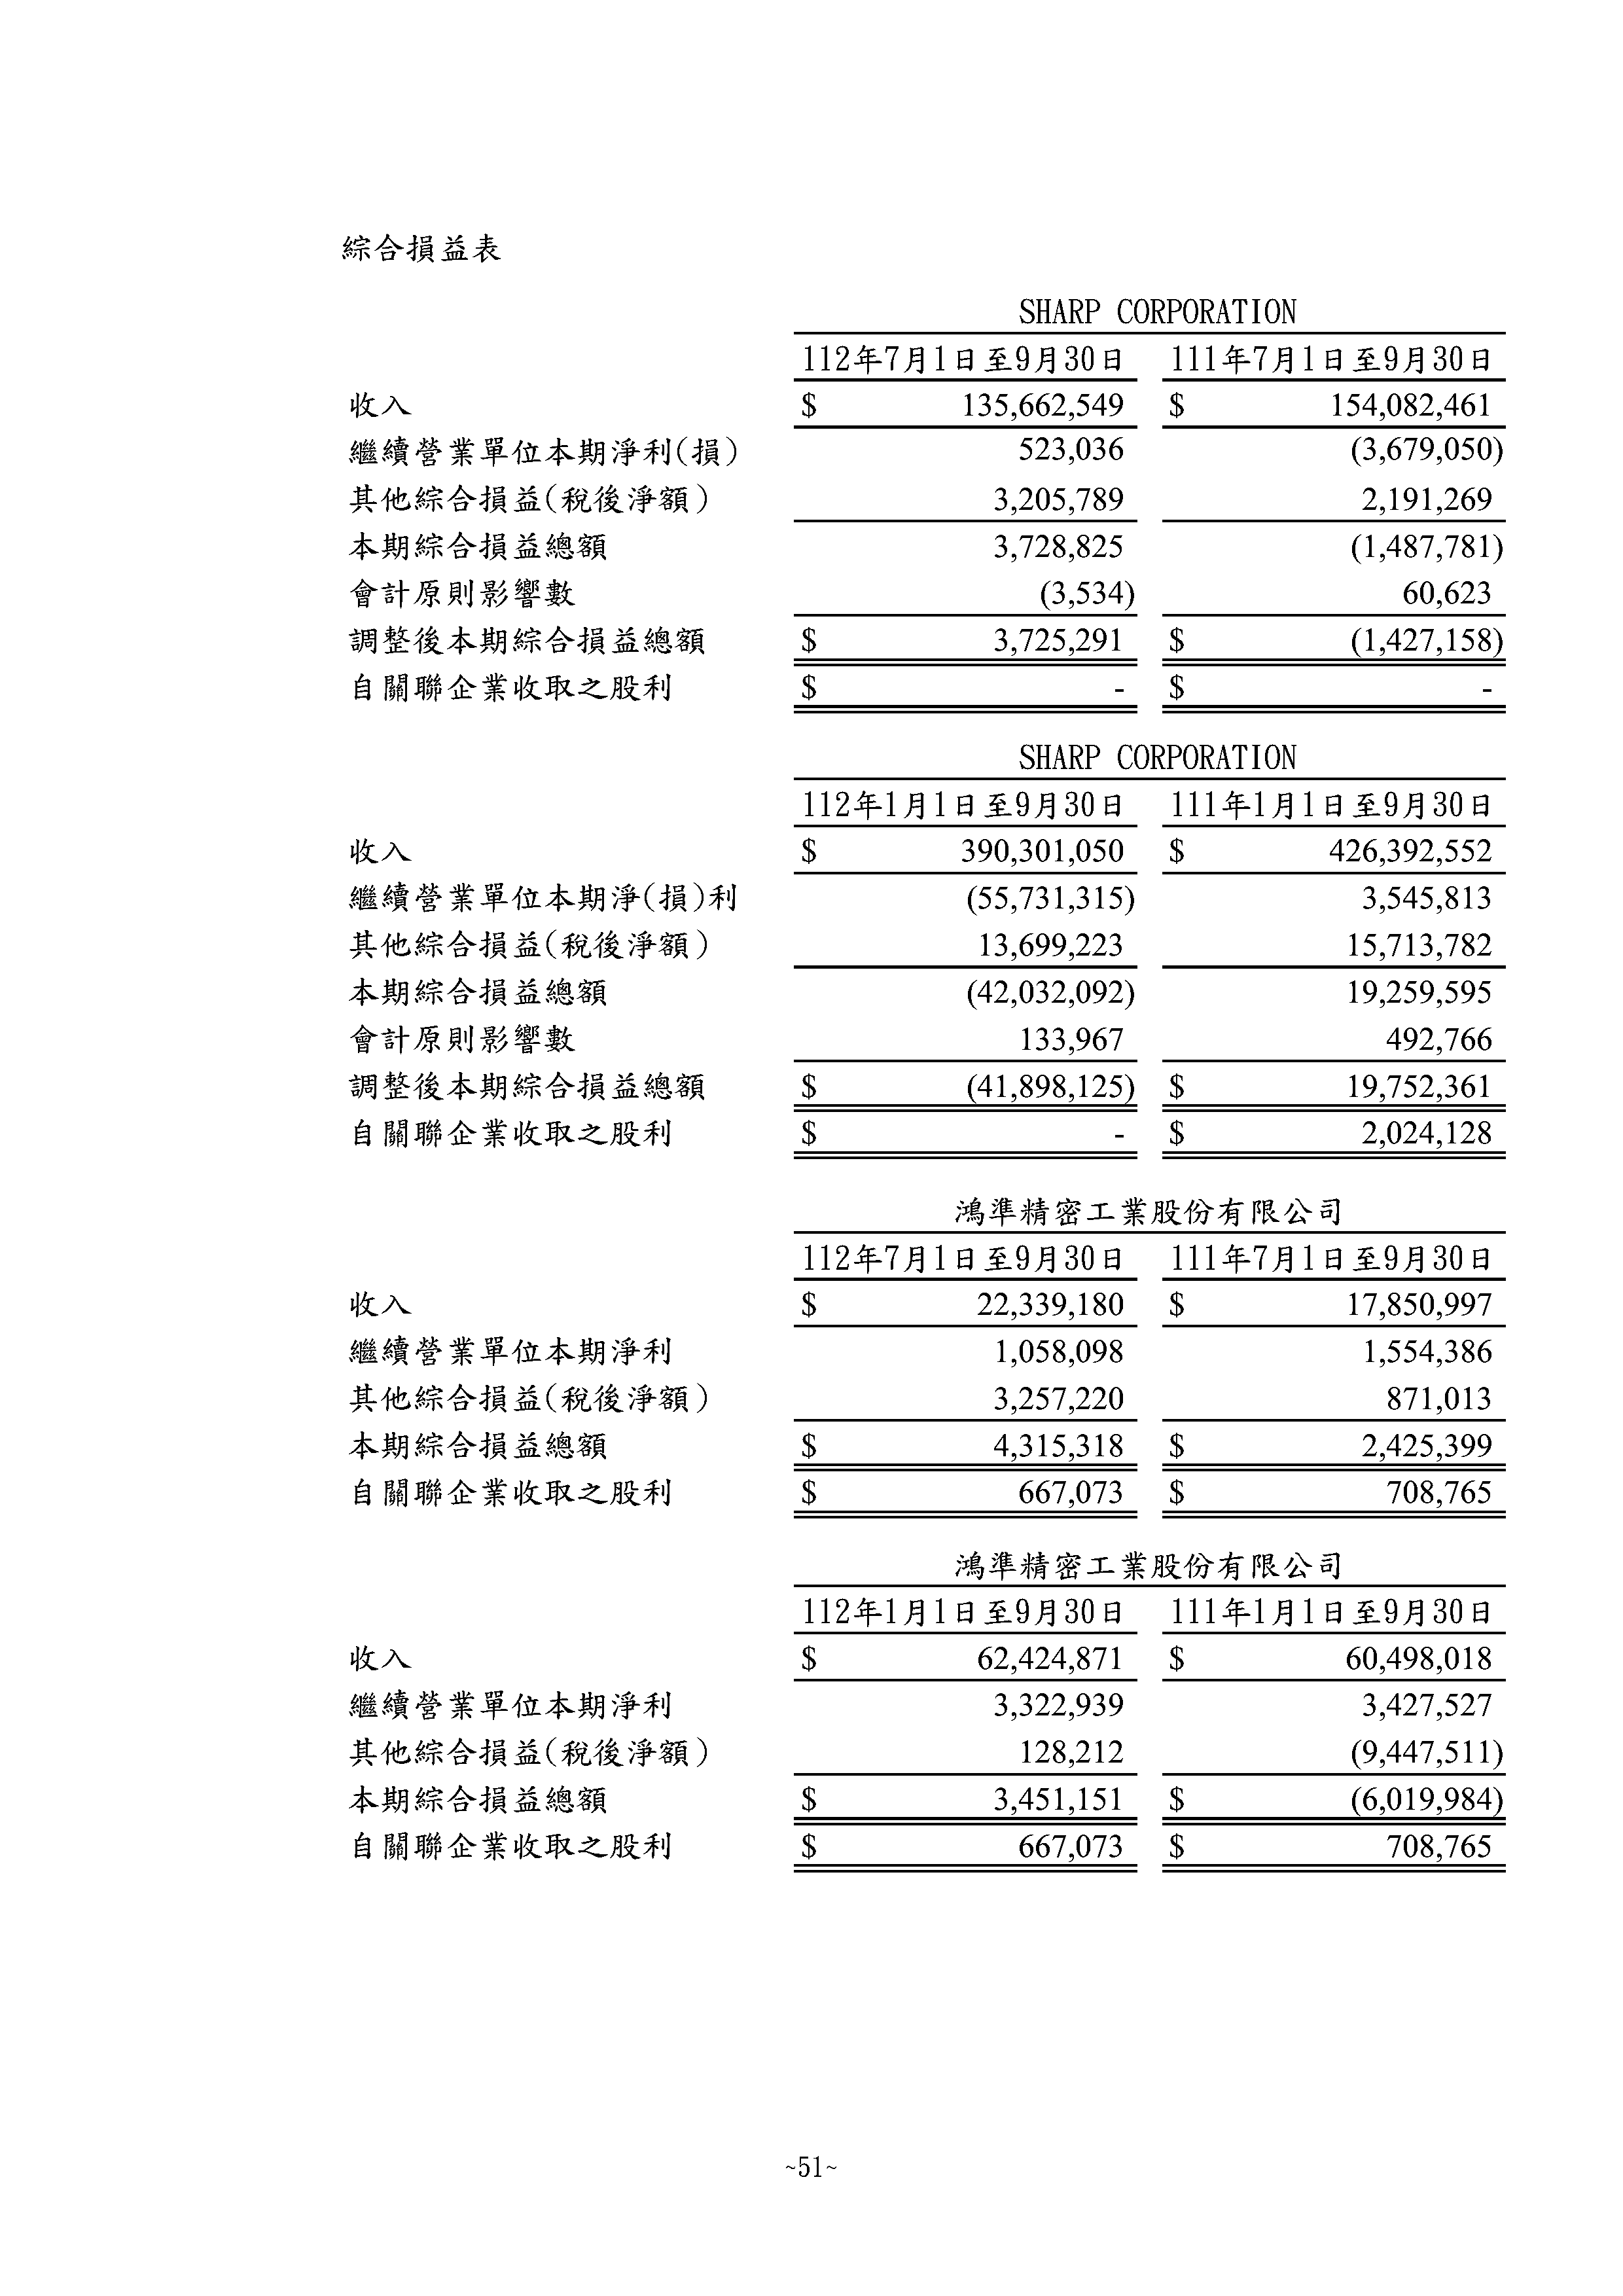 綜合損益表
SHARP CORPORATION
112年7月1日至9月30日 111年7月1日至9月30日
收入 $ 135,662,549 $ 154,082,461
繼續營業單位本期淨利(損) 523,036 (3,679,050)
其他綜合損益(稅後淨額) 3,205,789 2,191,269
本期綜合損益總額 3,728,825 (1,487,781)
會計原則影響數 (3,534) 60,623
調整後本期綜合損益總額 $ 3,725,291 $ (1,427,158)
自關聯企業收取之股利 $ - $ -
SHARP CORPORATION
112年1月1日至9月30日 111年1月1日至9月30日
收入 $ 390,301,050 $ 426,392,552
繼續營業單位本期淨(損)利 (55,731,315) 3,545,813
其他綜合損益(稅後淨額) 13,699,223 15,713,782
本期綜合損益總額 (42,032,092) 19,259,595
會計原則影響數 133,967 492,766
調整後本期綜合損益總額 $ (41,898,125) $ 19,752,361
自關聯企業收取之股利 $ - $ 2,024,128
鴻準精密工業股份有限公司
112年7月1日至9月30日 111年7月1日至9月30日
收入 $ 22,339,180 $ 17,850,997
繼續營業單位本期淨利 1,058,098 1,554,386
其他綜合損益(稅後淨額) 3,257,220 871,013
本期綜合損益總額 $ 4,315,318 $ 2,425,399
自關聯企業收取之股利 $ 667,073 $ 708,765
鴻準精密工業股份有限公司
112年1月1日至9月30日 111年1月1日至9月30日
收入 $ 62,424,871 $ 60,498,018
繼續營業單位本期淨利 3,322,939 3,427,527
其他綜合損益(稅後淨額) 128,212 (9,447,511)
本期綜合損益總額 $ 3,451,151 $ (6,019,984)
自關聯企業收取之股利 $ 667,073 $ 708,765
~51~